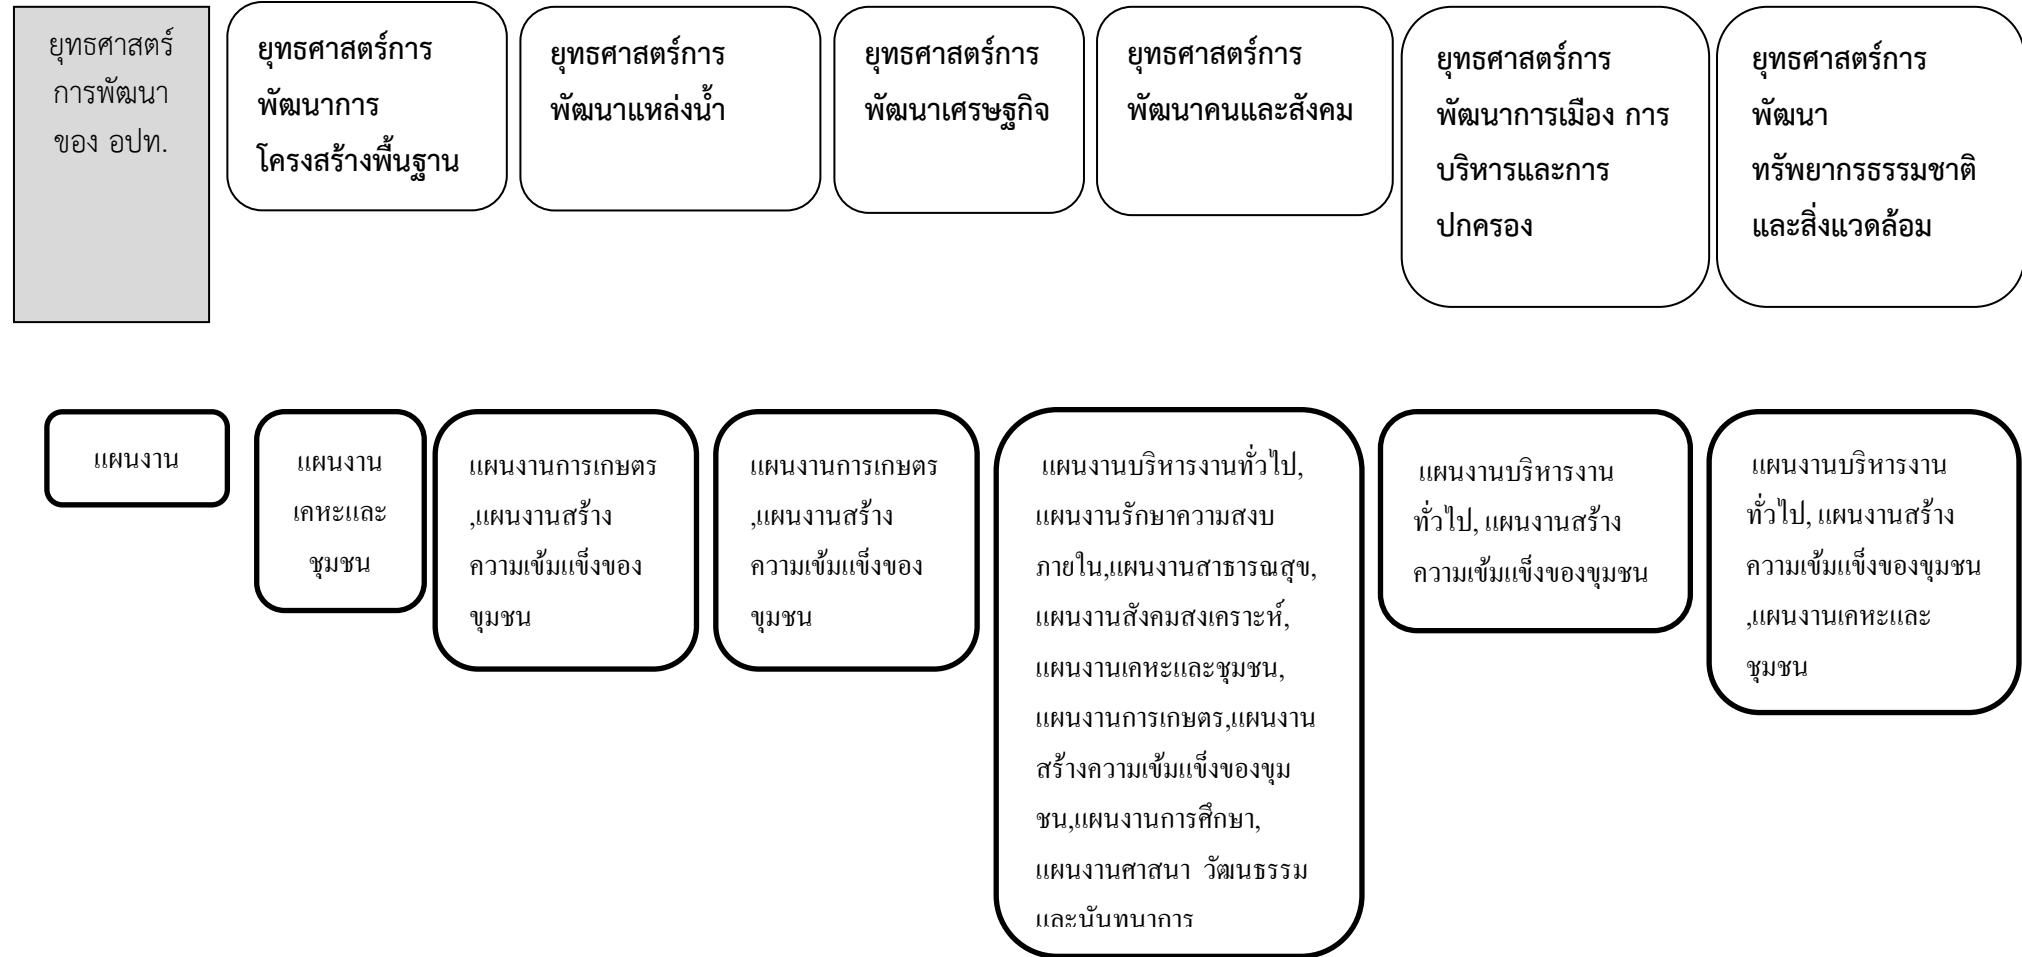 ยุทธศาสตร์
การพัฒนา
ของ อปท.
ยุทธศาสตร์การ
พัฒนาการ
โครงสร้างพื้นฐาน
ยุทธศาสตร์การ
พัฒนาแหล่งน้ำ
ยุทธศาสตร์การ
พัฒนาเศรษฐกิจ
ยุทธศาสตร์การ
พัฒนาคนและสังคม
ยุทธศาสตร์การ
พัฒนาการเมือง การ
บริหารและการ
ปกครอง
ยุทธศาสตร์การ
พัฒนา
ทรัพยากรธรรมชาติ
และสิ่งแวดล้อม
แผนงาน
แผนงาน
เคหะและ
ชุมชน
แผนงานการเกษตร
,แผนงานสร้าง
ความเข้มแข็งของ
ขุมชน
แผนงานการเกษตร
,แผนงานสร้าง
ความเข้มแข็งของ
ขุมชน
แผนงานบริหารงานทั่วไป,
แผนงานรักษาความสงบ
ภายใน,แผนงานสาธารณสุข,
แผนงานสังคมสงเคราะห์,
แผนงานเคหะและชุมชน,
แผนงานการเกษตร,แผนงาน
สร้างความเข้มแข็งของขุม
ชน,แผนงานการศึกษา,
แผนงานศาสนา วัฒนธรรม
และนันทนาการ
แผนงานบริหารงาน
ทั่วไป, แผนงานสร้าง
ความเข้มแข็งของขุมชน
แผนงานบริหารงาน
ทั่วไป, แผนงานสร้าง
ความเข้มแข็งของขุมชน
,แผนงานเคหะและ
ชุมชน